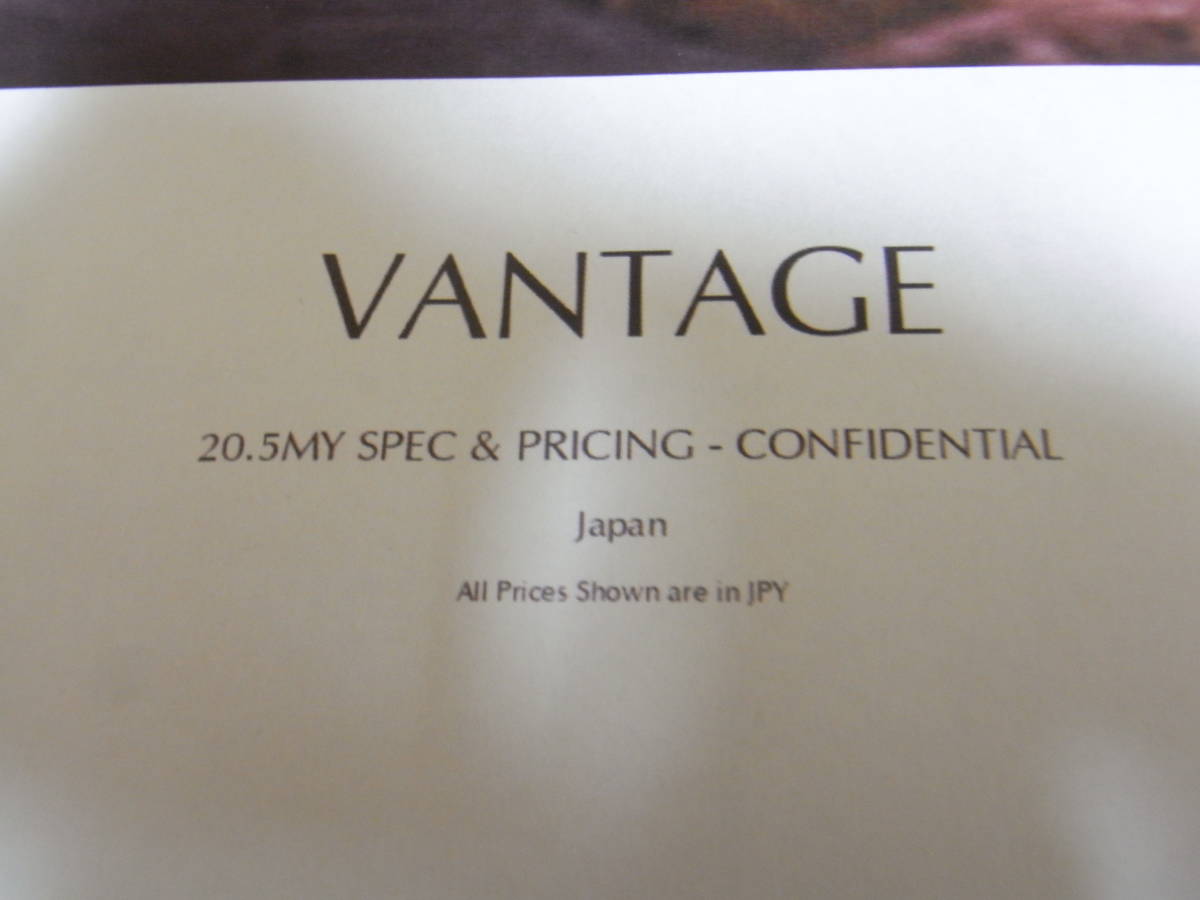 VANTAGE
20.5MY SPEC & PRICING - CONFIDENTIAL
Japan
All Prices Shown are in JPY